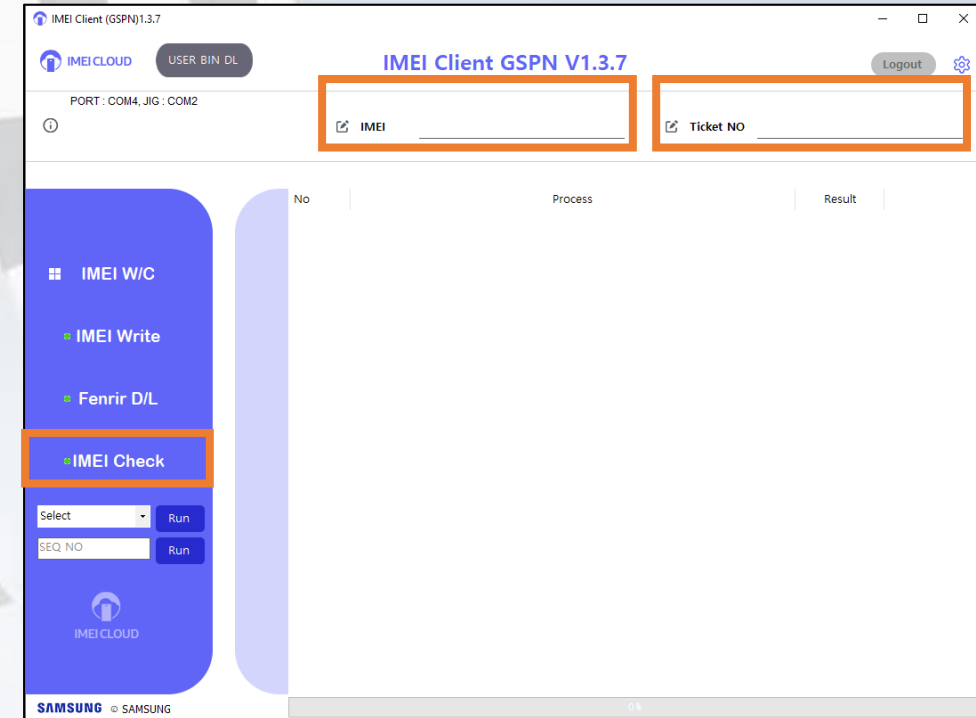 IMEI Client (GSPN)1.3.7
IMEI CLOUD
USER BIN DL
IMEI Client GSPN V1.3.7
Logout
PORT : COM4, JIG : COM2
IMEI
Ticket NO
No
Process
Result
IMEI W/C
IMEI Write
Fenrir D/L
IMEI Check
Select
Run
SEQ NO
Run
IMEI CLOUD
SAMSUNG © SAMSUNG
0%